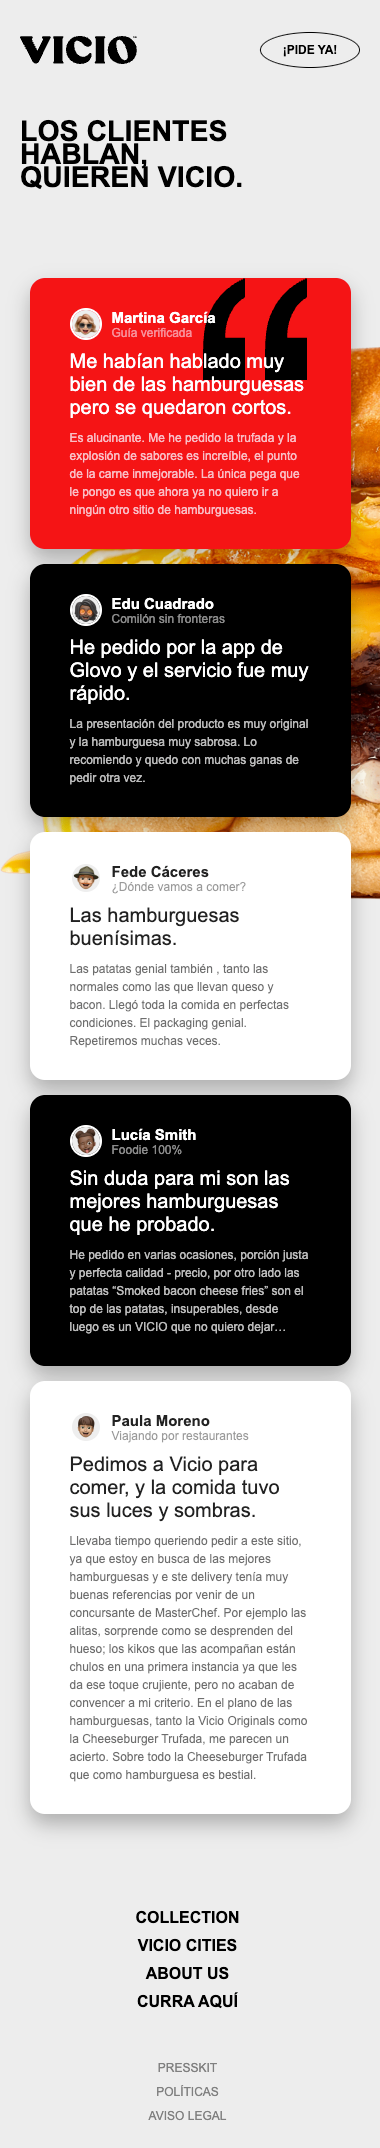 VICIO
¡PIDE YA!
LOS CLIENTES
HABLAN,
QUIEREN VICIO.
Martina García
Guía verificada
Me habían hablado muy
bien de las hamburguesas
pero se quedaron cortos.
Es alucinante. Me he pedido la trufada y la
explosión de sabores es increíble, el punto
de la carne inmejorable. La única pega que
le pongo es que ahora ya no quiero ir a
ningún otro sitio de hamburguesas.
Edu Cuadrado
Comilón sin fronteras
He pedido por la app de
Glovo y el servicio fue muy
rápido.
La presentación del producto es muy original
y la hamburguesa muy sabrosa. Lo
recomiendo y quedo con muchas ganas de
pedir otra vez.
Fede Cáceres
¿Dónde vamos a comer?
Las hamburguesas
buenísimas.
Las patatas genial también , tanto las
normales como las que llevan queso y
bacon. Llegó toda la comida en perfectas
condiciones. El packaging genial.
Repetiremos muchas veces.
Lucía Smith
Foodie 100%
Sin duda para mi son las
mejores hamburguesas
que he probado.
He pedido en varias ocasiones, porción justa
y perfecta calidad - precio, por otro lado las
patatas “Smoked bacon cheese fries” son el
top de las patatas, insuperables, desde
luego es un VICIO que no quiero dejar…
Paula Moreno
Viajando por restaurantes
Pedimos a Vicio para
comer, y la comida tuvo
sus luces y sombras.
Llevaba tiempo queriendo pedir a este sitio,
ya que estoy en busca de las mejores
hamburguesas y e ste delivery tenía muy
buenas referencias por venir de un
concursante de MasterChef. Por ejemplo las
alitas, sorprende como se desprenden del
hueso; los kikos que las acompañan están
chulos en una primera instancia ya que les
da ese toque crujiente, pero no acaban de
convencer a mi criterio. En el plano de las
hamburguesas, tanto la Vicio Originals como
la Cheeseburger Trufada, me parecen un
acierto. Sobre todo la Cheeseburger Trufada
que como hamburguesa es bestial.
COLLECTION
VICIO CITIES
ABOUT US
CURRA AQUÍ
PRESSKIT
POLÍTICAS
AVISO LEGAL